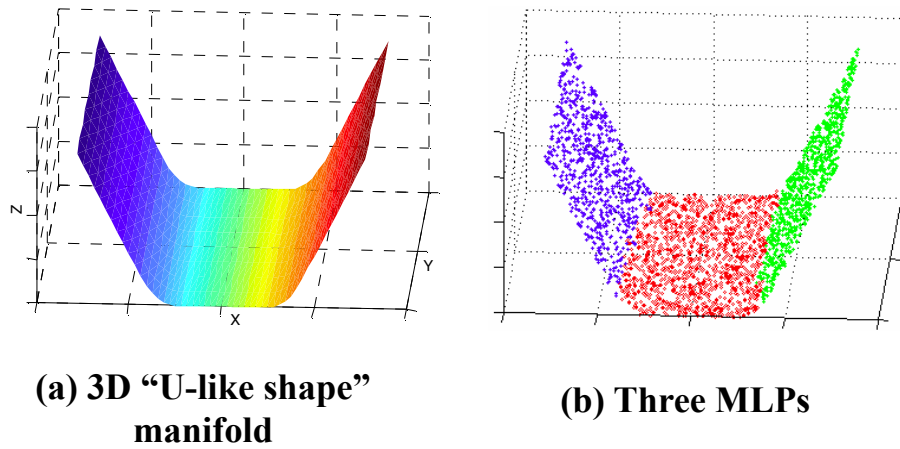 Z
Y
X
(a) 3D “U-like shape”
manifold
(b) Three MLPs